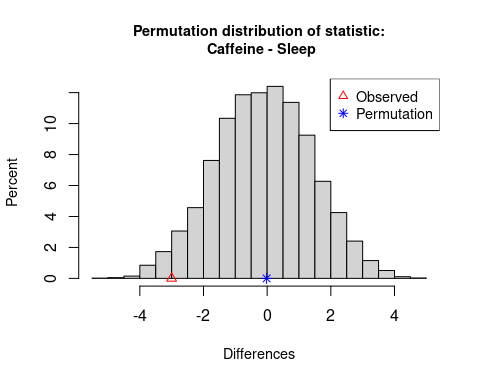 Permutation distribution of statistic:
Caffeine - Sleep
Observed
Permutation
Percent
10
8
6
4
2
0
-4 -2 0 2 4
Differences